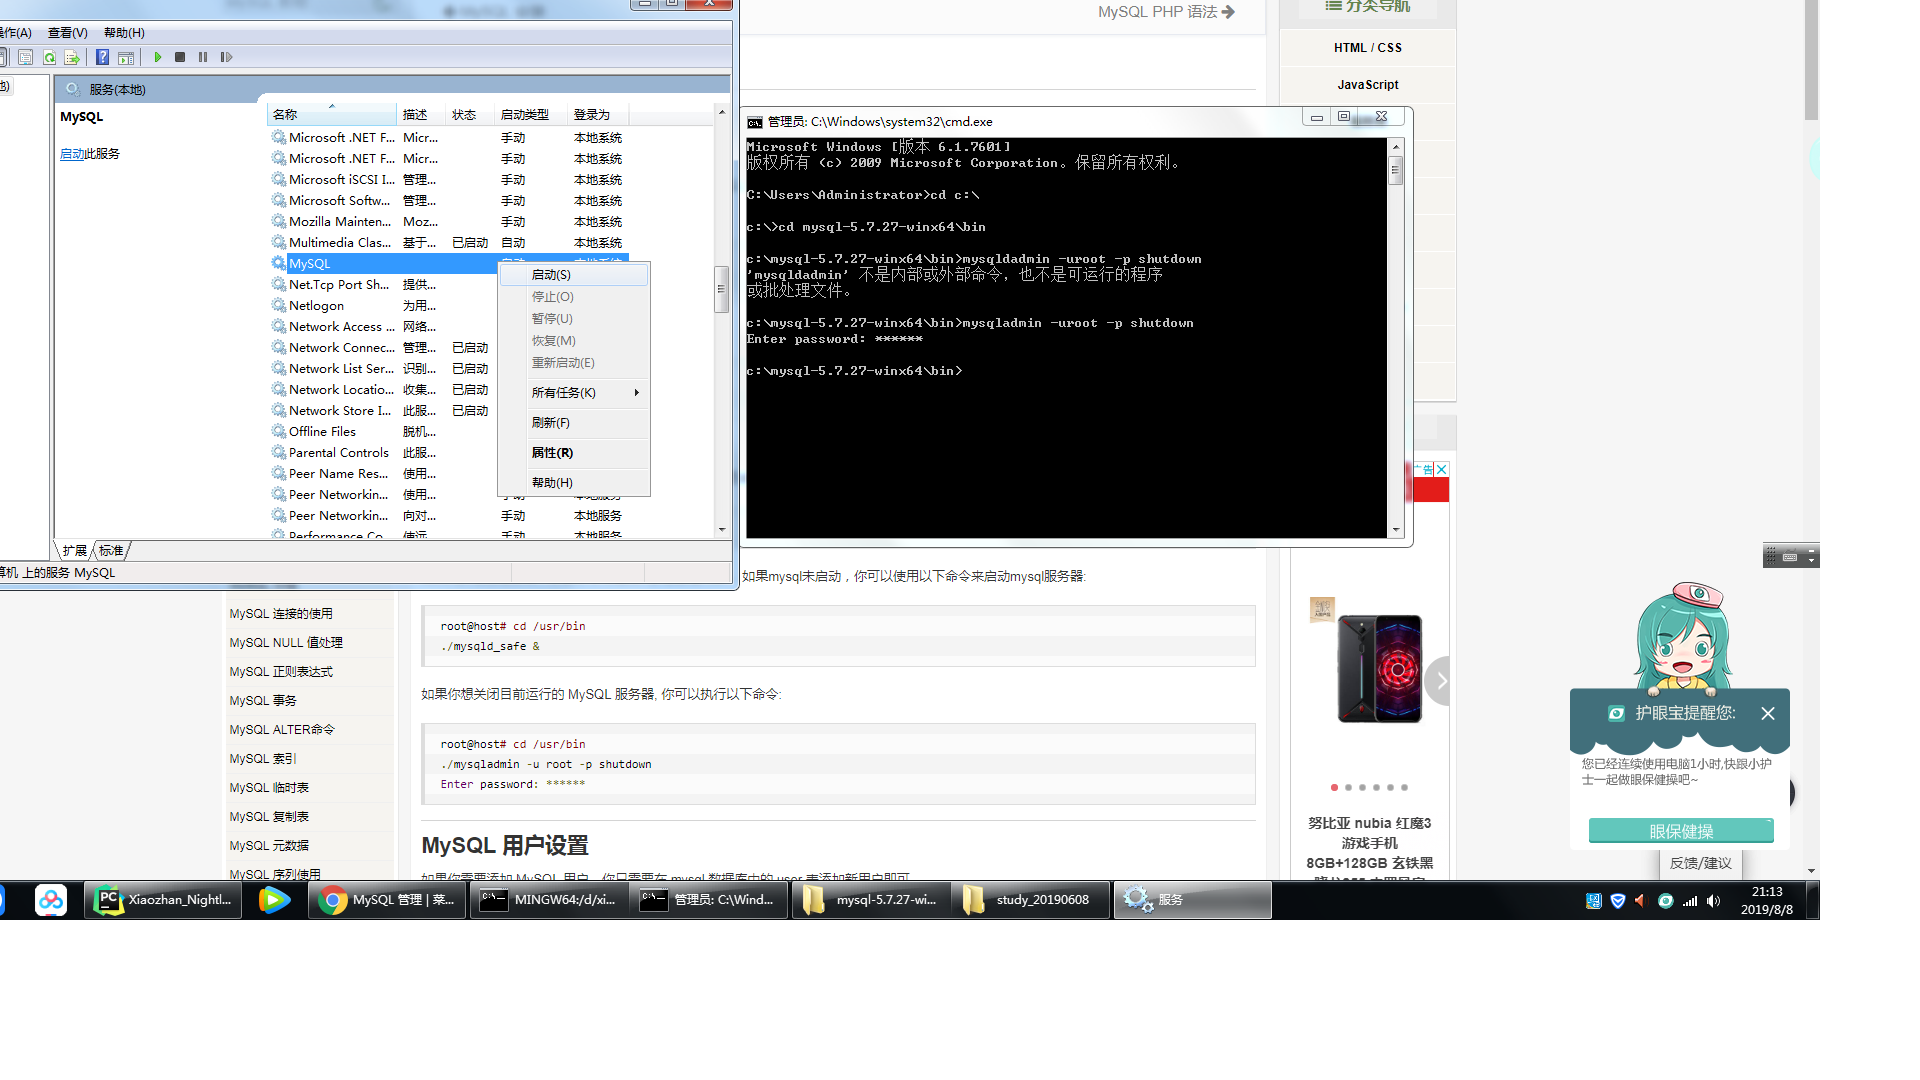 MySQL PHP 语法
分类导航
HTML / CSS
JavaScript
操作(A) 查看(V) 帮助(H)
服务(本地)
MySQL
启动此服务
名称 描述 状态 启动类型 登录为
Microsoft .NET F... Micr... 手动 本地系统
Microsoft .NET F... Micr... 手动 本地系统
Microsoft iSCSI I... 管理... 手动 本地系统
Microsoft Softw... 管理... 手动 本地系统
Mozilla Mainten... Moz... 手动 本地系统
Multimedia Clas... 基于... 已启动 自动 本地系统
MySQL
Net.Tcp Port Sh... 提供...
Netlogon 为用...
Network Access ... 网络...
Network Connec... 管理... 已启动
Network List Ser... 识别... 已启动
Network Locatio... 收集... 已启动
Network Store I... 此服... 已启动
Offline Files 脱机...
Parental Controls 此服...
Peer Name Res... 使用...
Peer Networkin... 使用... 手动 本地服务
Peer Networkin... 向对... 手动 本地服务
Performance Co... 使远... 手动 本地服务
启动(S)
停止(O)
暂停(U)
恢复(M)
重新启动(E)
所有任务(K)
刷新(F)
属性(R)
帮助(H)
扩展 标准
算机 上的服务 MySQL
管理员: C:\Windows\system32\cmd.exe
Microsoft Windows [版本 6.1.7601]
版权所有 (c) 2009 Microsoft Corporation。保留所有权利。
C:\Users\Administrator>cd c:\
c:\>cd mysql-5.7.27-winx64\bin
c:\mysql-5.7.27-winx64\bin>mysqldadmin -uroot -p shutdown
'mysqldadmin' 不是内部或外部命令，也不是可运行的程序
或批处理文件。
c:\mysql-5.7.27-winx64\bin>mysqladmin -uroot -p shutdown
Enter password: ******
c:\mysql-5.7.27-winx64\bin>
如果mysql未启动，你可以使用以下命令来启动mysql服务器:
root@host# cd /usr/bin
./mysqld_safe &
如果你想关闭目前运行的 MySQL 服务器, 你可以执行以下命令:
root@host# cd /usr/bin
./mysqladmin -u root -p shutdown
Enter password: ******
MySQL 用户设置
如果你需要添加 MySQL 用户，你只需要在 mysql 数据库中的 user 表添加新用户即可
MySQL 连接的使用
MySQL NULL 值处理
MySQL 正则表达式
MySQL 事务
MySQL ALTER命令
MySQL 索引
MySQL 临时表
MySQL 复制表
MySQL 元数据
MySQL 序列使用
广告
努比亚 nubia 红魔3
游戏手机
8GB+128GB 玄铁黑
护眼宝提醒您:
您已经连续使用电脑1小时,快跟小护
士一起做眼保健操吧~
眼保健操
反馈/建议
Xiaozhan_Nightl...
MySQL 管理 | 菜...
MINGW64:/d/xi...
管理员: C:\Wind...
mysql-5.7.27-wi...
study_20190608
服务
21:13
2019/8/8